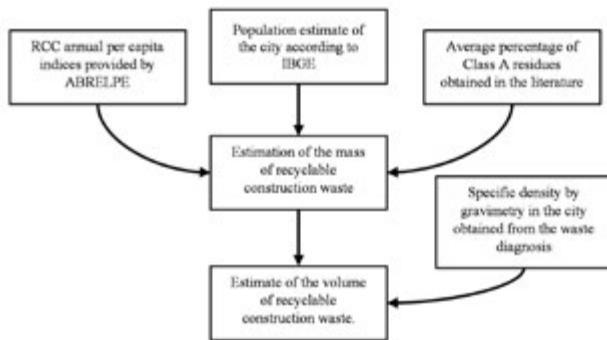 RCC annual per capita
indices provided by
ABRELPE
Population estimate of
the city according to
IBGE
Average percentage of
Class A residues
obtained in the literature
Estimation of the mass
of recyclable
construction waste
Specific density by
gravimetry in the city
obtained from the waste
diagnosis
Estimate of the volume
of recyclable
construction waste.